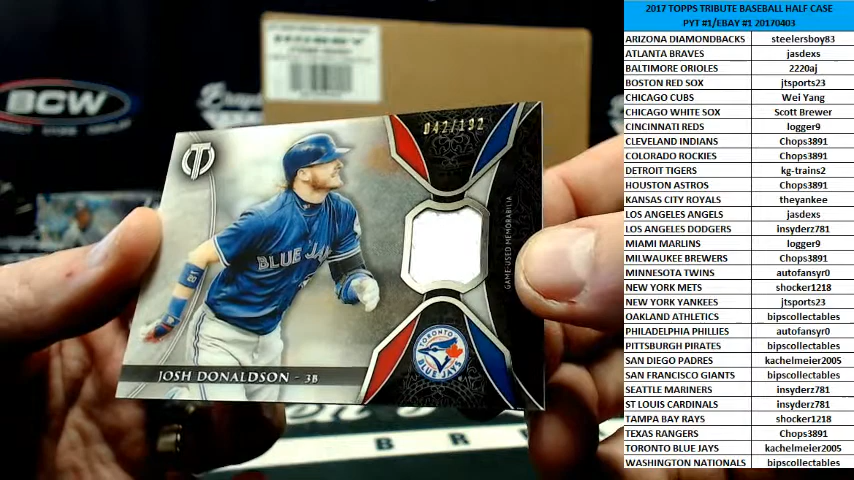 BCW
042/192
GAME-USED MEMORABILIA
BLUE JAYS
TORONTO
BLUE JAYS
JOSH DONALDSON - 3B
B R
2017 TOPPS TRIBUTE BASEBALL HALF CASE
PYT #1/EBAY #1 20170403
ARIZONA DIAMONDBACKS steelersboy83
ATLANTA BRAVES jasdexs
BALTIMORE ORIOLES 2220aj
BOSTON RED SOX jtsports23
CHICAGO CUBS Wei Yang
CHICAGO WHITE SOX Scott Brewer
CINCINNATI REDS logger9
CLEVELAND INDIANS Chops3891
COLORADO ROCKIES Chops3891
DETROIT TIGERS kg-trains2
HOUSTON ASTROS Chops3891
KANSAS CITY ROYALS theyankee
LOS ANGELES ANGELS jasdexs
LOS ANGELES DODGERS insyderz781
MIAMI MARLINS logger9
MILWAUKEE BREWERS Chops3891
MINNESOTA TWINS autofansyr0
NEW YORK METS shocker1218
NEW YORK YANKEES jtsports23
OAKLAND ATHLETICS bipscollectables
PHILADELPHIA PHILLIES autofansyr0
PITTSBURGH PIRATES bipscollectables
SAN DIEGO PADRES kachelmeier2005
SAN FRANCISCO GIANTS bipscollectables
SEATTLE MARINERS insyderz781
ST LOUIS CARDINALS insyderz781
TAMPA BAY RAYS shocker1218
TEXAS RANGERS Chops3891
TORONTO BLUE JAYS kachelmeier2005
WASHINGTON NATIONALS bipscollectables